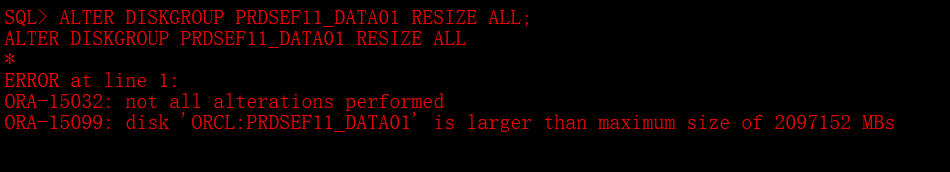 SQL> ALTER DISKGROUP PRDSEF11_DATA01 RESIZE ALL;
ALTER DISKGROUP PRDSEF11_DATA01 RESIZE ALL
*
ERROR at line 1:
ORA-15032: not all alterations performed
ORA-15099: disk 'ORCL:PRDSEF11_DATA01' is larger than maximum size of 2097152 MBs